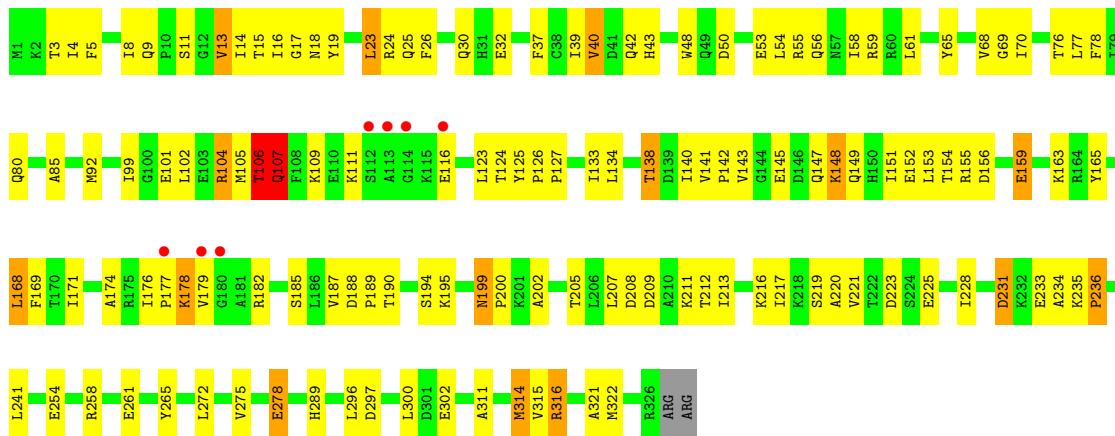 M1 K2 T3 I4 F5 I8 Q9 P10 S11 G12 V13 I14 T15 I16 G17 N18 Y19 L23 R24 Q25 F26 Q30 H31 E32 F37 C38 I39 V40 D41 Q42 H43 W48 Q49 D50 E53 L54 R55 Q56 N57 I58 R59 R60 L61 Y65 V68 G69 I70 T76 L77 F78 I79
Q80 A85 M92 I99 G100 E101 L102 E103 R104 M105 T106 Q107 F108 K109 E110 K111 S112 A113 G114 K115 E116 L123 T124 Y125 P126 P127 I133 L134 T138 D139 I140 V141 P142 V143 G144 E145 D146 Q147 K148 Q149 H150 I151 E152 L153 T154 R155 D156 E159 K163 R164 Y165
L168 F169 T170 I171 A174 R175 I176 P177 K178 V179 G180 A181 R182 S185 L186 V187 D188 P189 T190 S194 K195 N199 P200 K201 A202 T205 L206 L207 D208 D209 A210 K211 T212 I213 K216 I217 K218 S219 A220 V221 T222 D223 S224 E225 I228 D231 K232 E233 A234 K235 P236
L241 E254 R258 E261 Y265 L272 V275 E278 H289 L296 D297 L300 D301 E302 A311 M314 V315 R316 A321 M322 R326 ARG ARG